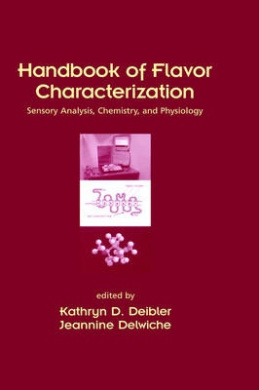 Handbook of Flavor
Characterization
Sensory Analysis, Chemistry, and Physiology
edited by
Kathryn D. Deibler
Jeannine Delwiche